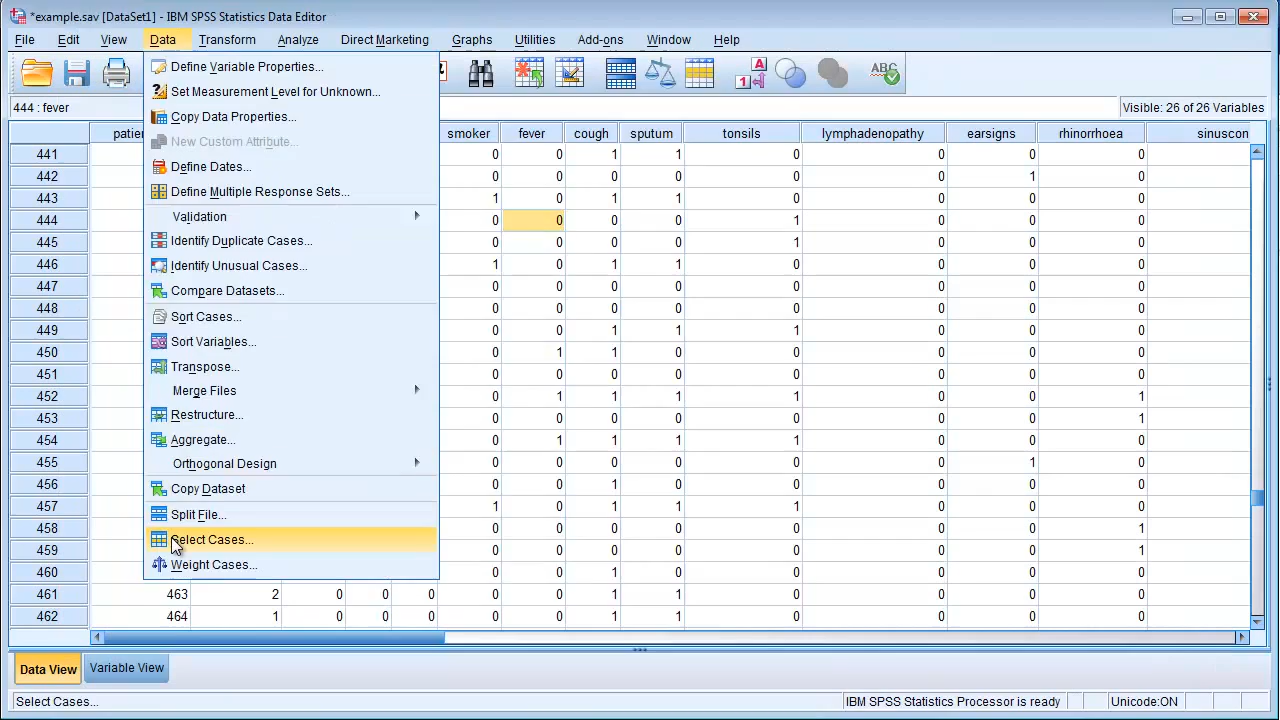 *example.sav [DataSet1] - IBM SPSS Statistics Data Editor
File Edit View Data Transform Analyze Direct Marketing Graphs Utilities Add-ons Window Help
444 : fever Visible: 26 of 26 Variables
Define Variable Properties...
Set Measurement Level for Unknown...
Copy Data Properties...
New Custom Attribute...
Define Dates...
Define Multiple Response Sets...
Validation
Identify Duplicate Cases...
Identify Unusual Cases...
Compare Datasets...
Sort Cases...
Sort Variables...
Transpose...
Merge Files
Restructure...
Aggregate...
Orthogonal Design
Copy Dataset
Split File...
Select Cases...
Weight Cases...
patie smoker fever cough sputum tonsils lymphadenopathy earsigns rhinorrhoea sinuscon
441 0 0 1 1 0 0 0 0
442 0 0 0 0 0 0 1 0
443 1 0 1 1 0 0 0 0
444 0 0 0 0 1 0 0 0
445 0 0 0 0 1 0 0 0
446 1 0 1 1 0 0 0 0
447 0 0 0 0 0 0 0 0
448 0 0 0 0 0 0 0 0
449 0 0 1 1 1 0 0 0
450 0 1 1 0 0 0 0 0
451 0 0 0 0 0 0 0 0
452 0 1 1 0 1 0 0 1
453 0 0 0 0 0 0 0 1
454 0 1 1 1 1 0 0 0
455 0 0 0 0 0 0 1 0
456 0 0 1 0 0 0 0 0
457 1 0 1 1 1 0 0 0
458 0 0 0 0 0 0 0 1
459 0 0 0 0 0 0 0 1
460 0 0 1 0 0 0 0 0
461 463 2 0 0 0 0 0 1 1 0 0 0 0
462 464 1 0 0 0 0 0 1 1 0 0 0 0
Data View Variable View
Select Cases... IBM SPSS Statistics Processor is ready Unicode:ON